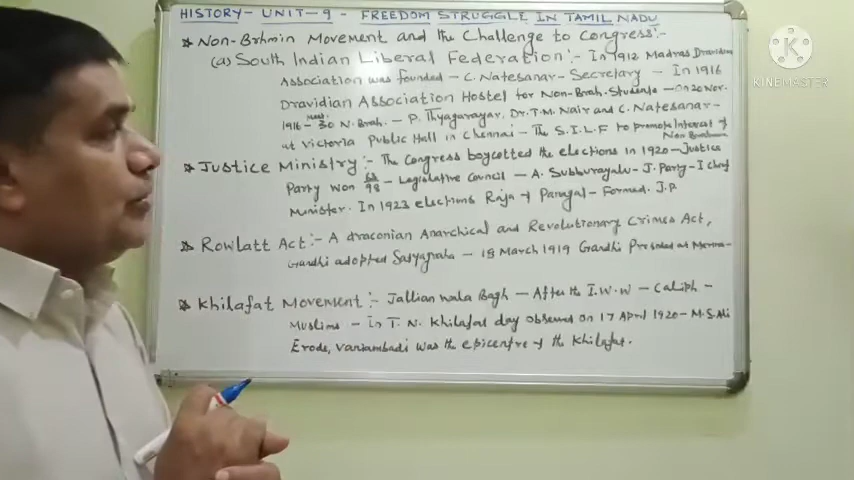 HISTORY- UNIT-9 - FREEDOM STRUGGLE IN TAMIL NADU
* Non-Brhmin Movement and the Challenge to Congress:-
(a) South Indian Liberal Federation:- In 1912 Madras Dravidian
Association was founded - C. Natesanar- Secretary - In 1916
Dravidian Association Hostel for Non-Brah. Students - On 20 Nov.
1916 - 30 N. Brah. - P. Thyagarayar, Dr. T.M. Nair and C. Natesanar-
at Victoria Public Hall in Chennai - The S.I.L.F to promote Interest of
Non Brahmins
* Justice Ministry:- The Congress boycotted the elections in 1920 - Justice
Party won 63/98 - Legislative Council - A. Subburayalu- J. Party- I Chief
Minister. In 1923 elections Raja of Panagal- Formed. J.P
* Rowlatt Act:- A draconian Anarchical and Revolutionary Crimes Act,
Gandhi adopted Satyagraha - 18 March 1919 Gandhi at
* Khilafat Movement:- Jallian wala Bagh - After the I.W.W - Caliph -
Muslims - In T.N. Khilafat day observed on 17 April 1920 - M.S. Ali
Erode, Vaniambadi was the epicentre of the Khilafat.
KINEMASTER